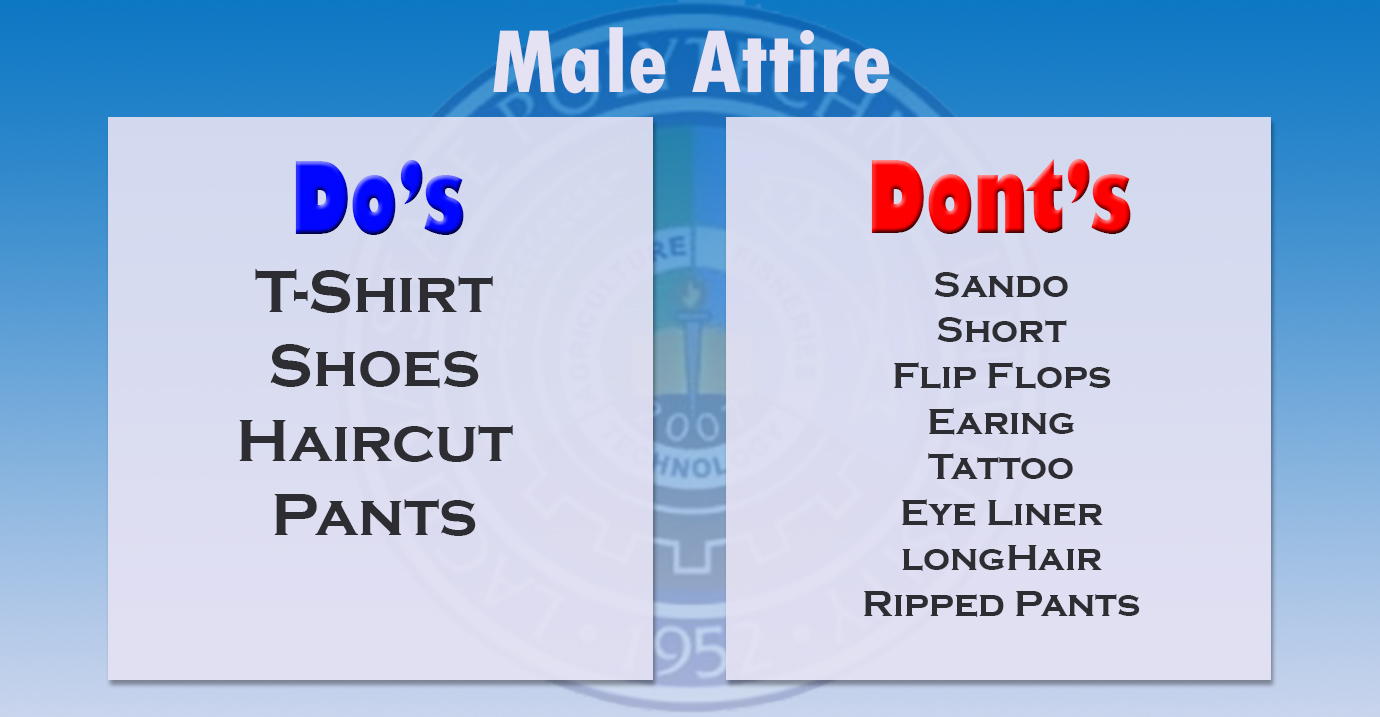 Male Attire
Do's
T-Shirt
Shoes
Haircut
Pants
Dont's
Sando
Short
Flip Flops
Earing
Tattoo
Eye Liner
longHair
Ripped Pants
1952